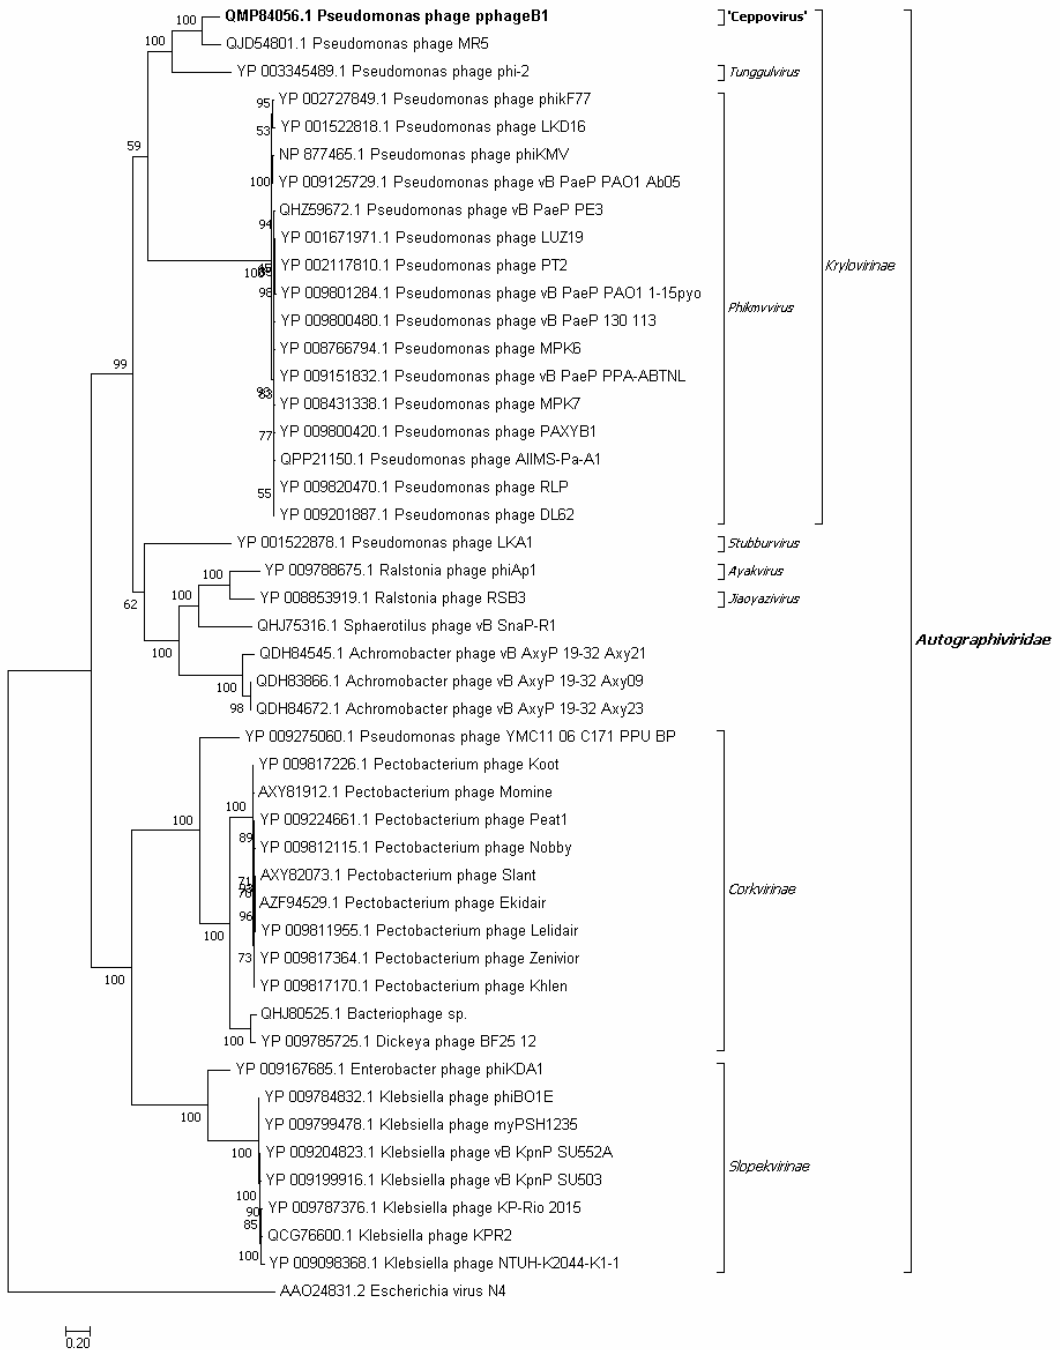 100
QMP84056.1 Pseudomonas phage pphageB1
'Ceppovirus'
100
QJD54801.1 Pseudomonas phage MR5
YP 003345489.1 Pseudomonas phage phi-2
Tunggulvirus
95
YP 002727849.1 Pseudomonas phage phikF77
53
YP 001522818.1 Pseudomonas phage LKD16
59
NP 877465.1 Pseudomonas phage phiKMV
100
YP 009125729.1 Pseudomonas phage vB PaeP PAO1 Ab05
QHZ59672.1 Pseudomonas phage vB PaeP PE3
94
YP 001671971.1 Pseudomonas phage LUZ19
YP 002117810.1 Pseudomonas phage PT2
Krylovirinae
100
98
YP 009801284.1 Pseudomonas phage vB PaeP PAO1 1-15pyo
Phikmvvirus
YP 009800480.1 Pseudomonas phage vB PaeP 130 113
YP 008766794.1 Pseudomonas phage MPK6
99
YP 009151832.1 Pseudomonas phage vB PaeP PPA-ABTNL
YP 008431338.1 Pseudomonas phage MPK7
77
YP 009800420.1 Pseudomonas phage PAXYB1
QPP21150.1 Pseudomonas phage AIIMS-Pa-A1
55
YP 009820470.1 Pseudomonas phage RLP
YP 009201887.1 Pseudomonas phage DL62
YP 001522878.1 Pseudomonas phage LKA1
Stubburvirus
100
YP 009788675.1 Ralstonia phage phiAp1
Ayakvirus
100
YP 008853919.1 Ralstonia phage RSB3
Jiaoyazivirus
62
QHJ75316.1 Sphaerotilus phage vB SnaP-R1
Autographiviridae
100
QDH84545.1 Achromobacter phage vB AxyP 19-32 Axy21
100
QDH83866.1 Achromobacter phage vB AxyP 19-32 Axy09
98
QDH84672.1 Achromobacter phage vB AxyP 19-32 Axy23
YP 009275060.1 Pseudomonas phage YMC11 06 C171 PPU BP
YP 009817226.1 Pectobacterium phage Koot
AXY81912.1 Pectobacterium phage Momine
100
100
YP 009224661.1 Pectobacterium phage Peat1
89
YP 009812115.1 Pectobacterium phage Nobby
71
AXY82073.1 Pectobacterium phage Slant
Corkvirinae
AZF94529.1 Pectobacterium phage Ekidair
96
YP 009811955.1 Pectobacterium phage Lelidair
100
73
YP 009817364.1 Pectobacterium phage Zenivior
100
YP 009817170.1 Pectobacterium phage Khlen
QHJ80525.1 Bacteriophage sp.
100
YP 009785725.1 Dickeya phage BF25 12
YP 009167685.1 Enterobacter phage phiKDA1
YP 009784832.1 Klebsiella phage phiBO1E
100
YP 009799478.1 Klebsiella phage myPSH1235
100
YP 009204823.1 Klebsiella phage vB KpnP SU552A
Slopekvirinae
YP 009199916.1 Klebsiella phage vB KpnP SU503
100
90
YP 009787376.1 Klebsiella phage KP-Rio 2015
85
QCG76600.1 Klebsiella phage KPR2
100
YP 009098368.1 Klebsiella phage NTUH-K2044-K1-1
AAO24831.2 Escherichia virus N4
0.20